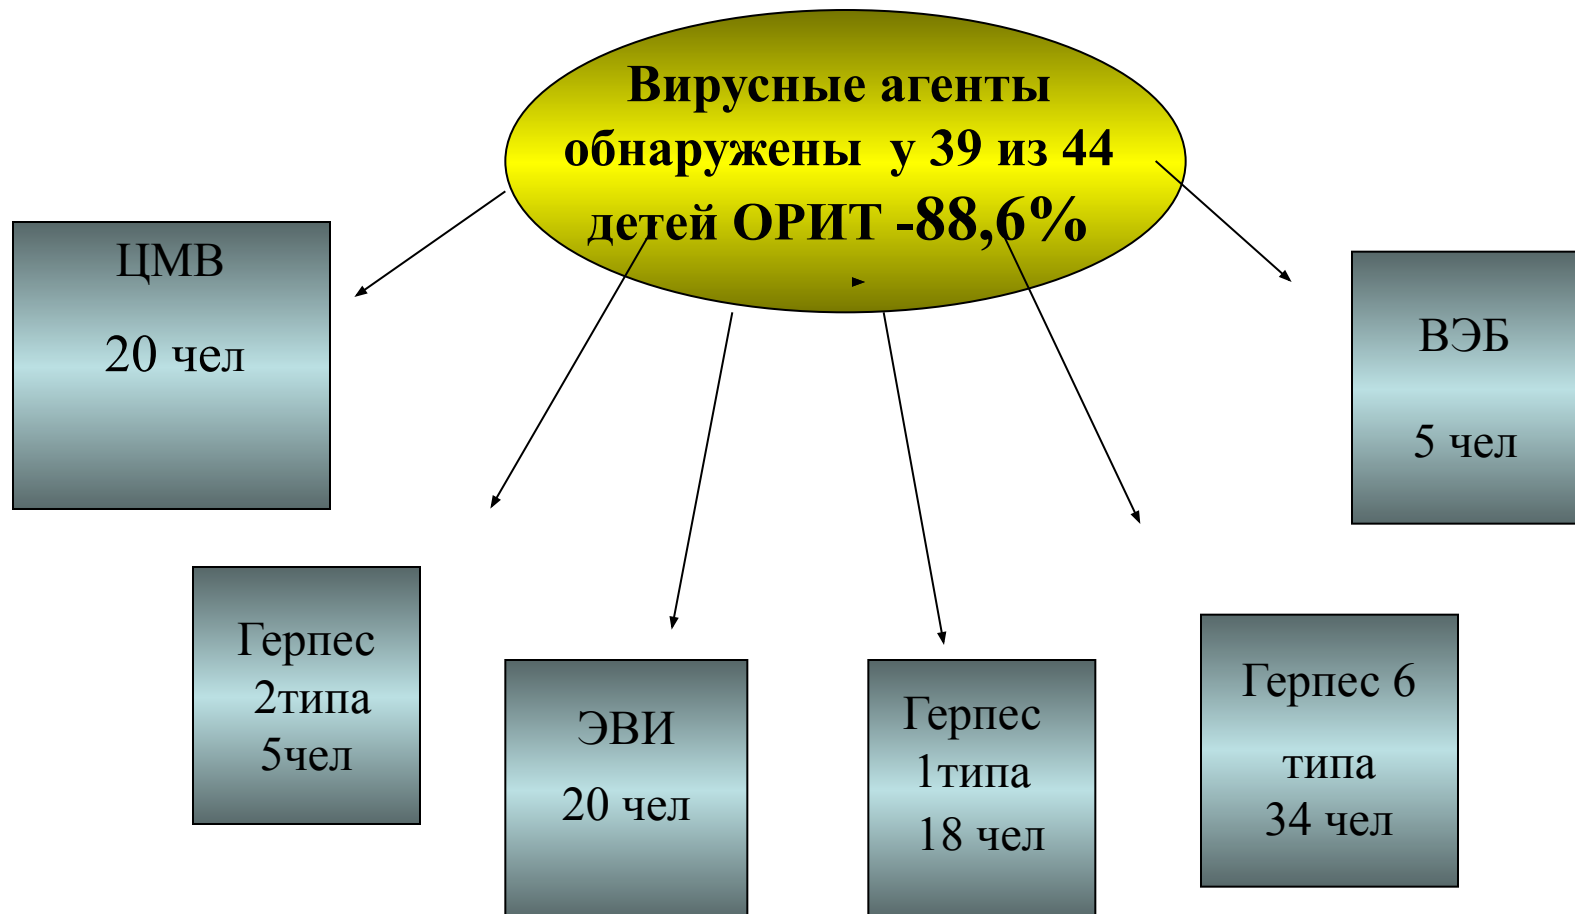 Вирусные агенты
обнаружены у 39 из 44
детей ОРИТ -88,6%
ЦМВ
20 чел
ВЭБ
5 чел
Герпес
2типа
5чел
ЭВИ
20 чел
Герпес
1типа
18 чел
Герпес 6
типа
34 чел